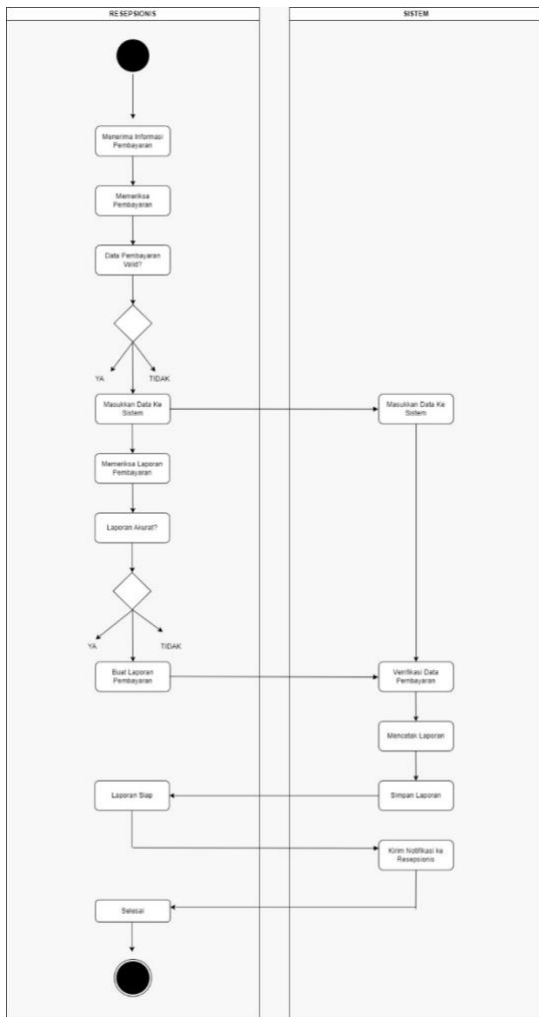 RESEPSIONIS
SISTEM
Menerima Informasi
Pembayaran
Memeriksa
Pembayaran
Data Pembayaran
Valid?
YA
TIDAK
Masukkan Data Ke
Sistem
Masukkan Data Ke
Sistem
Memeriksa Laporan
Pembayaran
Laporan Akurat?
YA
TIDAK
Buat Laporan
Pembayaran
Verifikasi Data
Pembayaran
Mencetak Laporan
Laporan Siap
Simpan Laporan
Kirim Notifikasi ke
Resepsionis
Selesai